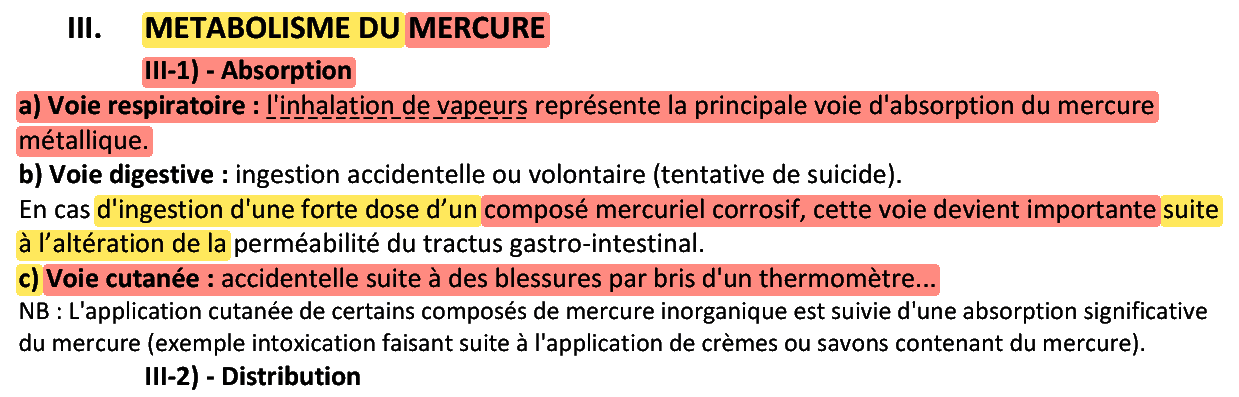 III. METABOLISME DU MERCURE
III-1) - Absorption
a) Voie respiratoire : l'inhalation de vapeurs représente la principale voie d'absorption du mercure
métallique.
b) Voie digestive : ingestion accidentelle ou volontaire (tentative de suicide).
En cas d'ingestion d'une forte dose d’un composé mercuriel corrosif, cette voie devient importante suite
à l’altération de la perméabilité du tractus gastro-intestinal.
c) Voie cutanée : accidentelle suite à des blessures par bris d'un thermomètre...
NB : L'application cutanée de certains composés de mercure inorganique est suivie d'une absorption significative
du mercure (exemple intoxication faisant suite à l'application de crèmes ou savons contenant du mercure).
III-2) - Distribution